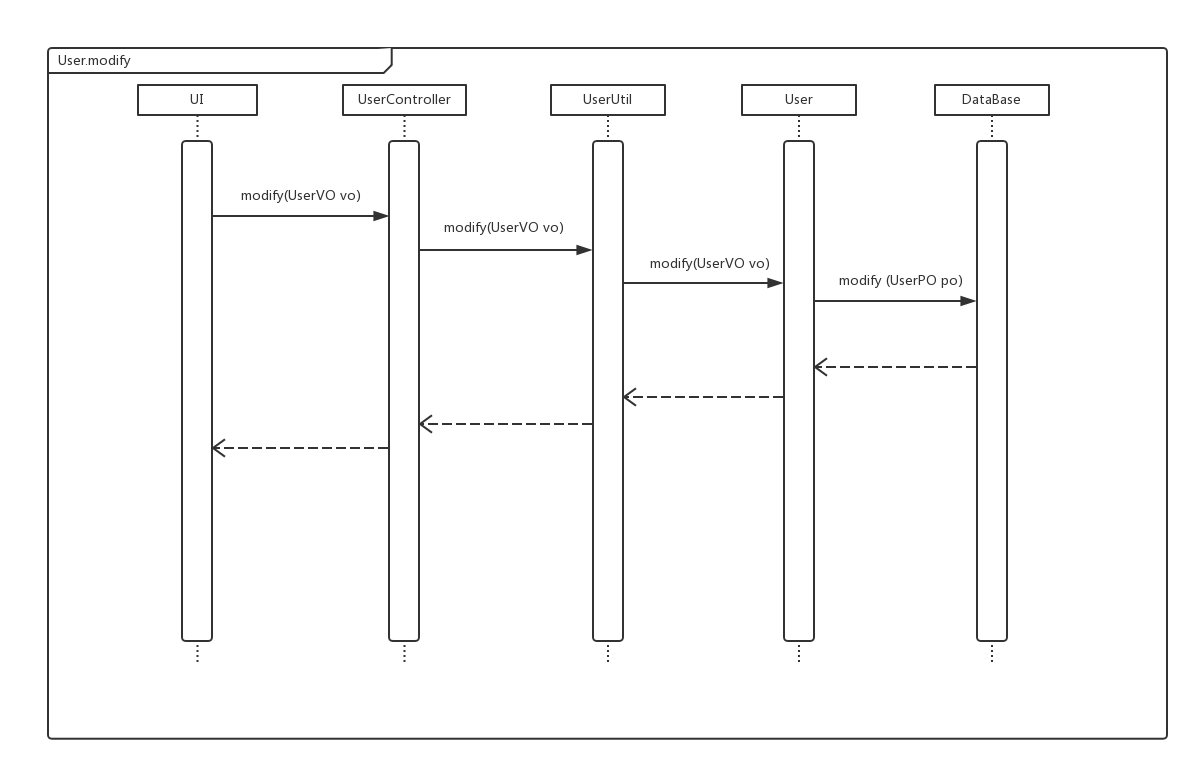 User.modify
UI
UserController
UserUtil
User
DataBase
modify(UserVO vo)
modify(UserVO vo)
modify(UserVO vo)
modify (UserPO po)